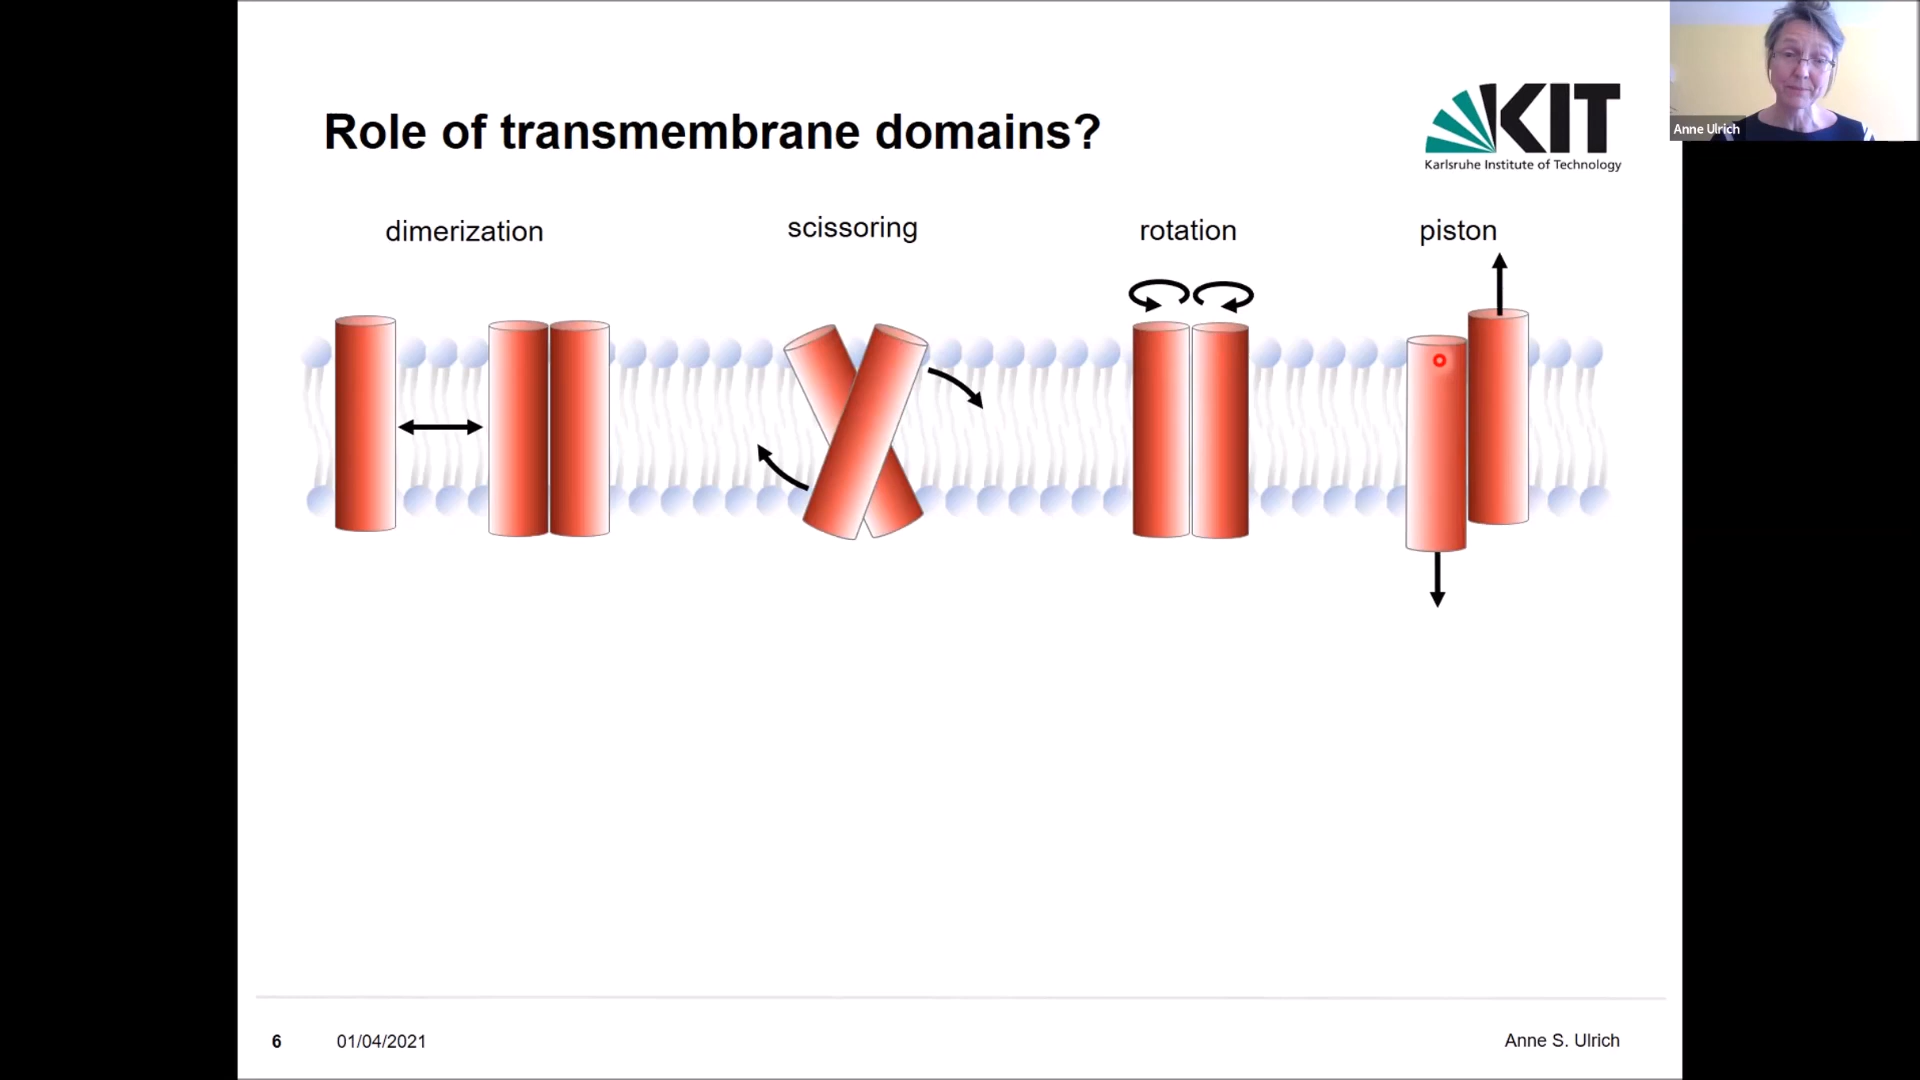 Role of transmembrane domains?
KIT
Karlsruhe Institute of Technology
Anne Ulrich
dimerization
scissoring
rotation
piston
6
01/04/2021
Anne S. Ulrich